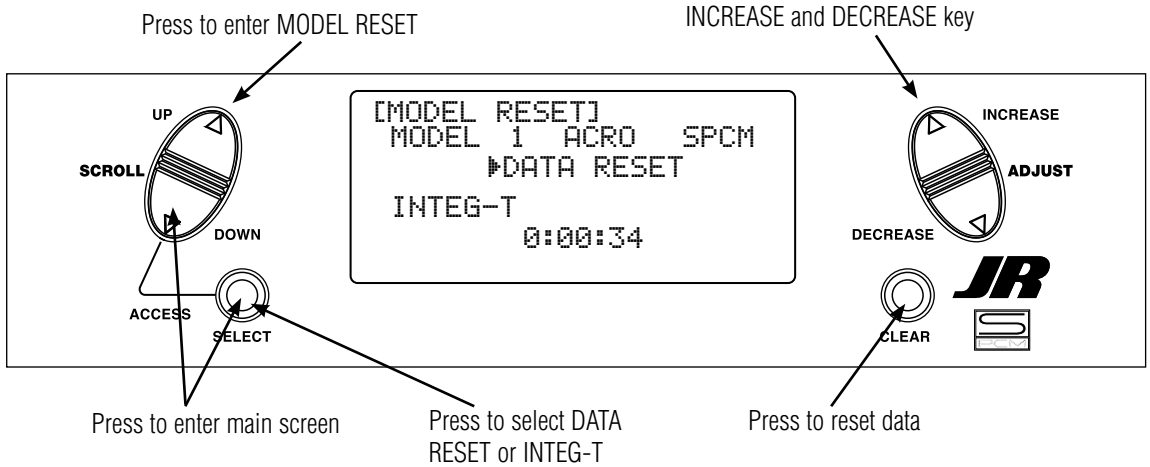 Press to enter MODEL RESET
INCREASE and DECREASE key
UP
SCROLL
DOWN
ACCESS
SELECT
[MODEL RESET]
MODEL 1 ACRO SPCM
DATA RESET
INTEG-T
0:00:34
INCREASE
ADJUST
DECREASE
CLEAR
JR
S
PCM
Press to enter main screen
Press to select DATA
RESET or INTEG-T
Press to reset data